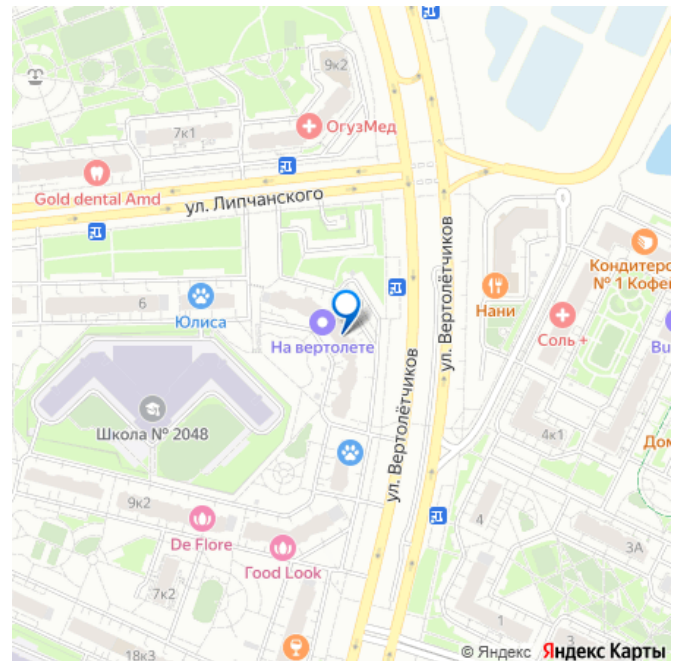 9к2
ОгузМед
7к1
Gold dental Amd
ул. Липчанского
ул. Вертолётчиков
Кондитерс
№ 1 Кофе
Нани
Соль +
6
Юлиса
На вертолете
Bu
ул. Вертолётчиков
Школа № 2048
4к1
Дом
9к2
De Flore
Good Look
4
3А
7к2
18к3
1
3
© Яндекс Яндекс Карты